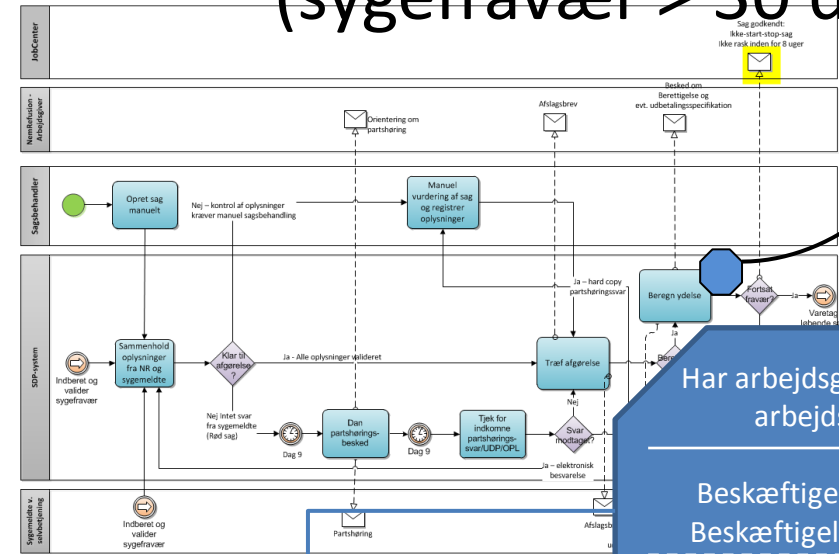 (sygefravær > 30 d
JobCenter
Sag godkendt:
Ikke-start-stop-sag
Ikke rask inden for 8 uger
NemRefusion -
Arbejdsgiver
Orientering om
partshøring
Afslagsbrev
Besked om
Berettigelse og
evt. udbetalingsspecifikation
Sagsbehandler
Opret sag
manuelt
Nej – kontrol af oplysninger
kræver manuel sagsbehandling
Manuel
vurdering af sag
og registrer
oplysninger
SDP-system
Indberet og
valider
sygefravær
Sammenhold
oplysninger
fra NR og
sygemeldte
Klar til
afgørelse
?
Ja - Alle oplysninger valideret
Nej Intet svar
fra sygemeldte
(Rød sag)
Dag 9
Dan
partshørings-
besked
Dag 9
Tjek for
indkomne
partshørings-
svar/UDP/OPL
Svar
modtaget?
Nej
Træf afgørelse
Ja – hard copy
partshøringssvar
Ja – elektronisk
besvarelse
Beregn ydelse
Ja
Fortsat
fravær?
Ja
Varetag
løbende s
Har arbejdsg
arbejds
Beskæftige
Beskæftigel
Sygemeldte v.
selvbetjening
Indberet og
valider
sygefravær
Partshøring
Afslagsb